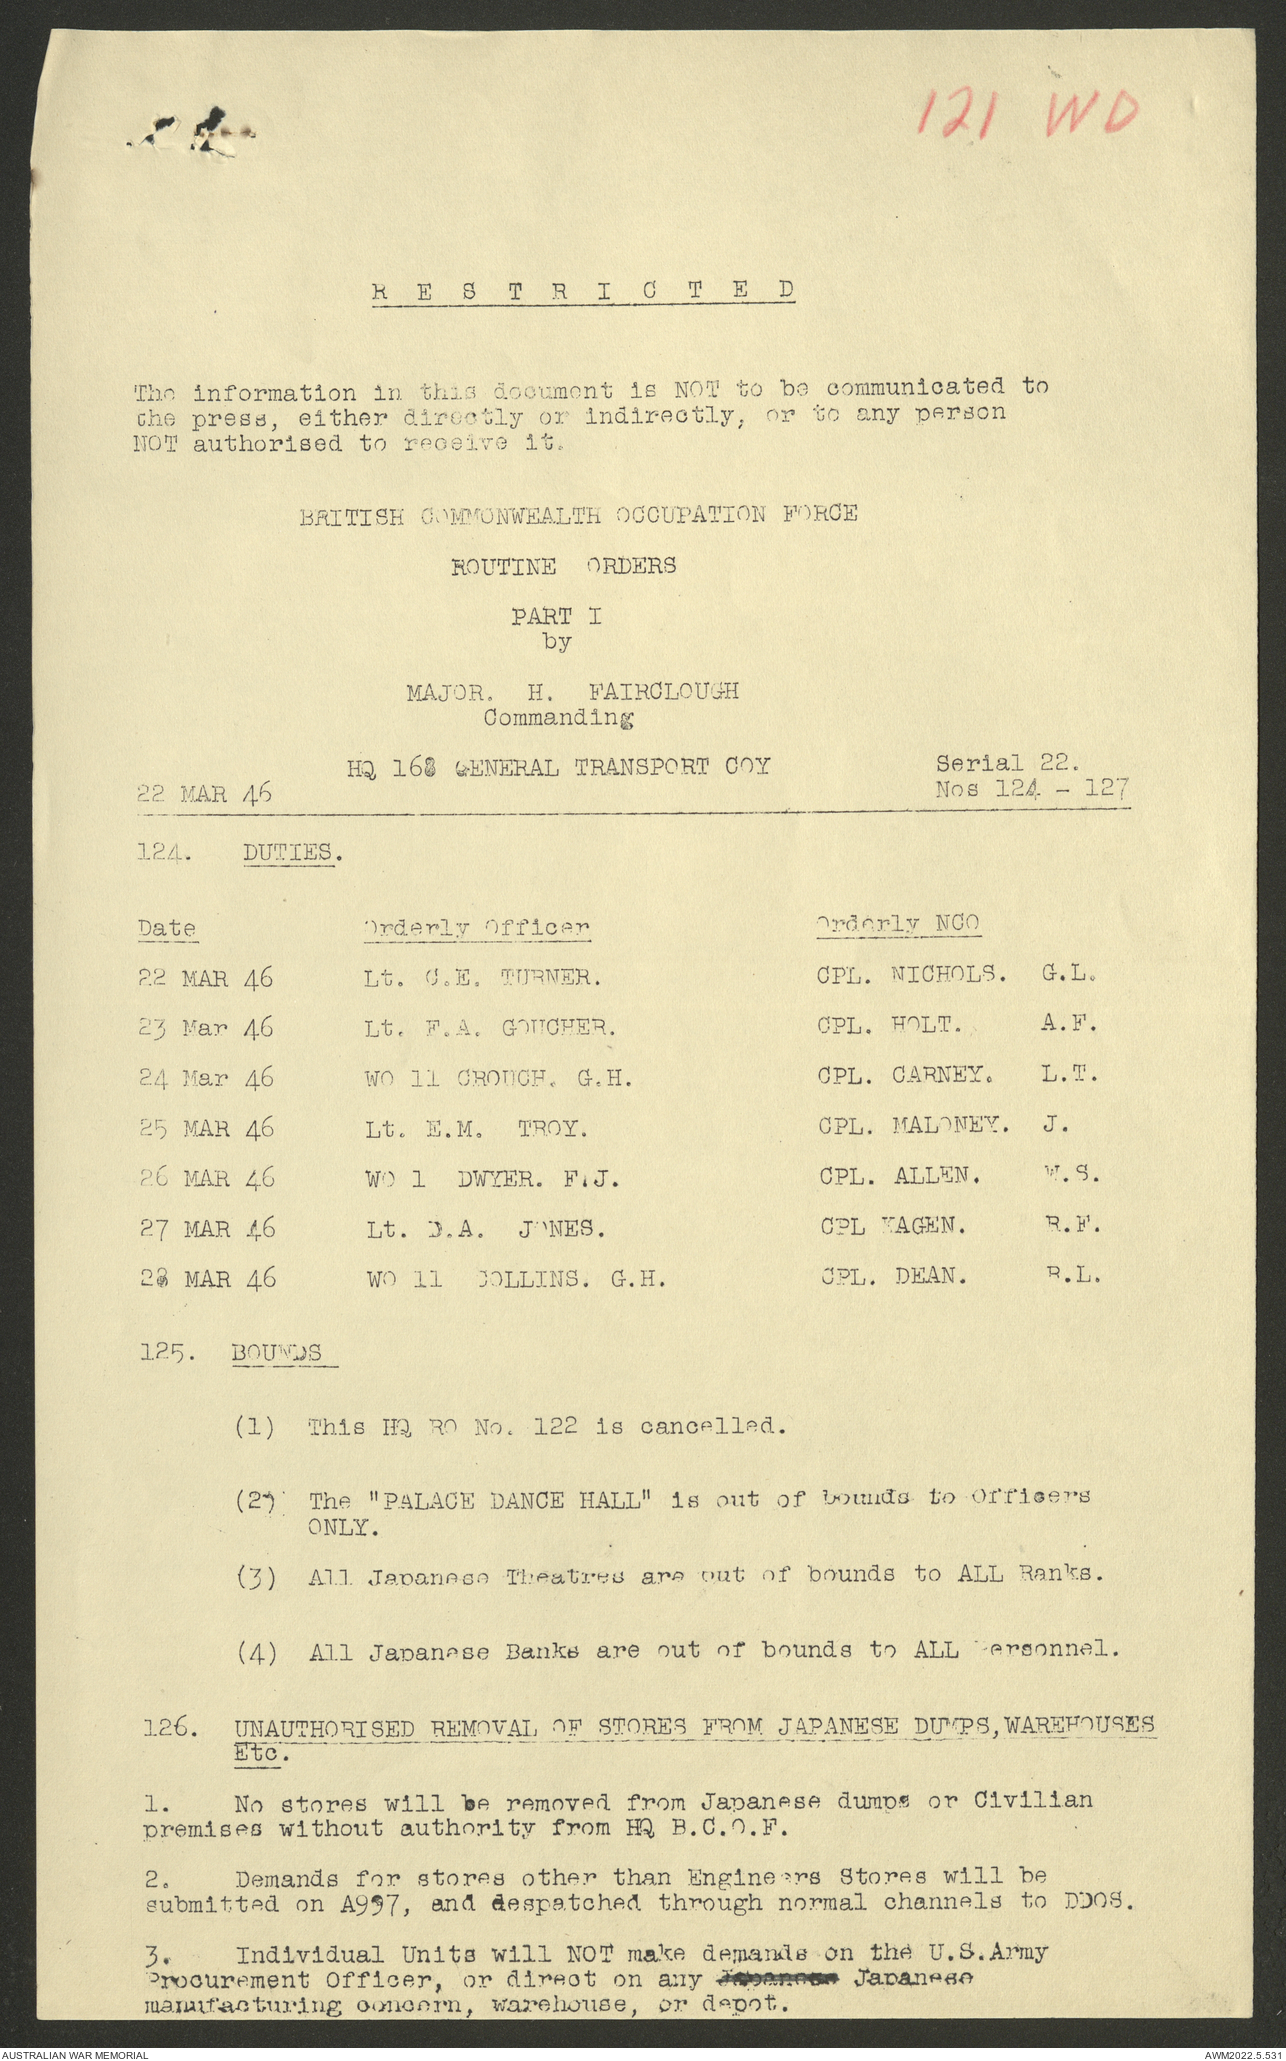 121 WD
R E S T R I C T E D
The information in this document is NOT to be communicated to
the press, either directly or indirectly, or to any person
NOT authorised to receive it.
BRITISH COMMONWEALTH OCCUPATION FORCE
ROUTINE ORDERS
PART I
by
MAJOR. H. FAIRCLOUGH
Commanding
HQ 168 GENERAL TRANSPORT COY
Serial 22.
22 MAR 46
Nos 124 - 127
124. DUTIES.
Date Orderly Officer Orderly NCO
22 MAR 46 Lt. C.E. TURNER. CPL. NICHOLS. G.L.
23 Mar 46 Lt. F.A. GOUCHER. CPL. HOLT. A.F.
24 Mar 46 WO 11 CROUCH. G.H. CPL. CARNEY. L.T.
25 MAR 46 Lt. E.M. TROY. CPL. MALONEY. J.
26 MAR 46 WO 1 DWYER. F.J. CPL. ALLEN. W.S.
27 MAR 46 Lt. D.A. JONES. CPL R.F.
28 MAR 46 WO 11 COLLINS. G.H. CPL. DEAN. R.L.
125. BOUNDS
(1) This HQ RO No. 122 is cancelled.
(2) The "PALACE DANCE HALL" is out of bounds to Officers
ONLY.
(3) All Japanese Theatres are out of bounds to ALL Ranks.
(4) All Japanese Banks are out of bounds to ALL Personnel.
126. UNAUTHORISED REMOVAL OF STORES FROM JAPANESE DUMPS,WAREHOUSES
Etc.
1. No stores will be removed from Japanese dumps or Civilian
premises without authority from HQ B.C.O.F.
2. Demands for stores other than Engineers Stores will be
submitted on A997, and despatched through normal channels to DDOS.
3. Individual Units will NOT make demands on the U.S.Army
Procurement Officer, or direct on any Japanese Japanese
manufacturing concern, warehouse, or depot.
AUSTRALIAN WAR MEMORIAL
AWM2022.5.531